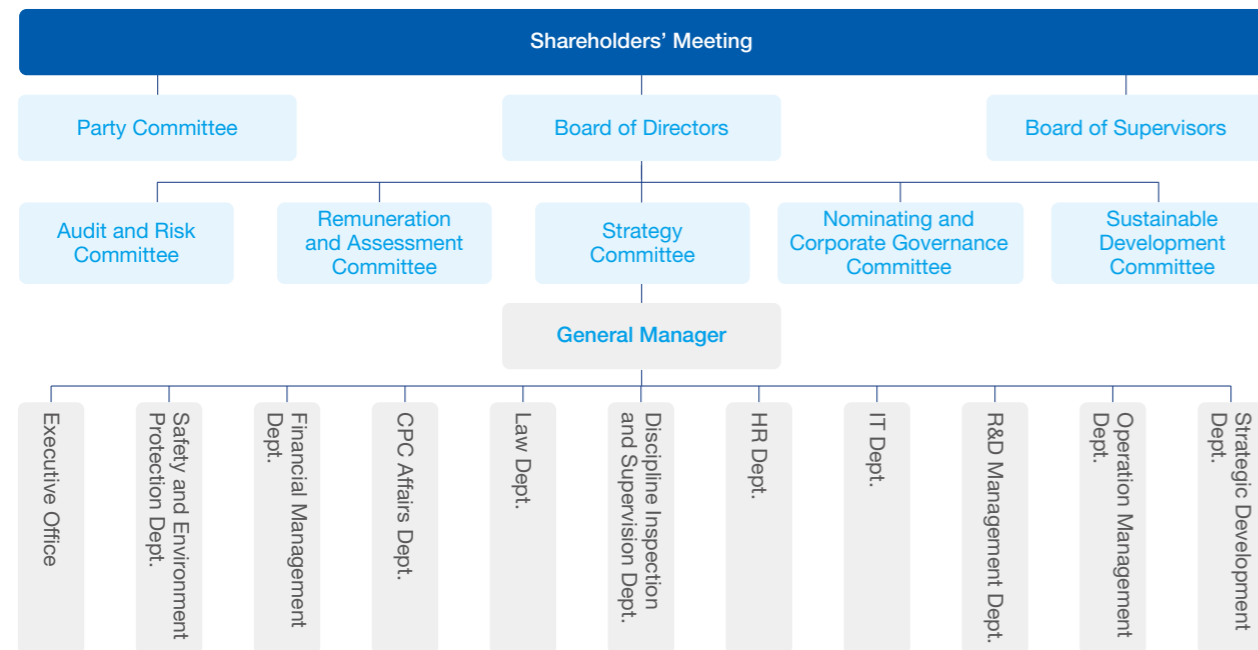 Shareholders' Meeting
Party Committee
Board of Directors
Board of Supervisors
Audit and Risk
Committee
Remuneration
and Assessment
Committee
Strategy
Committee
Nominating and
Corporate Governance
Committee
Sustainable
Development
Committee
General Manager
Executive Office
Safety and Environment
Protection Dept.
Financial Management
Dept.
CPC Affairs Dept.
Law Dept.
Discipline Inspection
and Supervision Dept.
HR Dept.
IT Dept.
R&D Management Dept.
Operation Management
Dept.
Strategic Development
Dept.